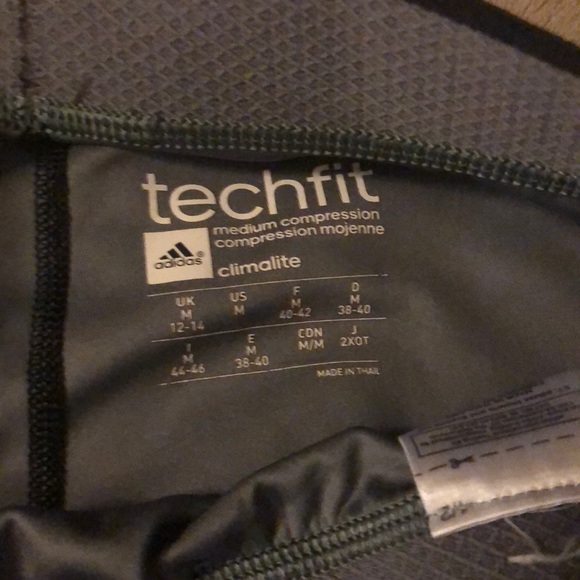 techfit
medium compression
compression mojenne
adidas®
climalite
UK US F D
M M M M
12-14 40-42 38-40
I E CDN J
M M M/M 2XOT
44-46 38-40
MADE IN THAIL